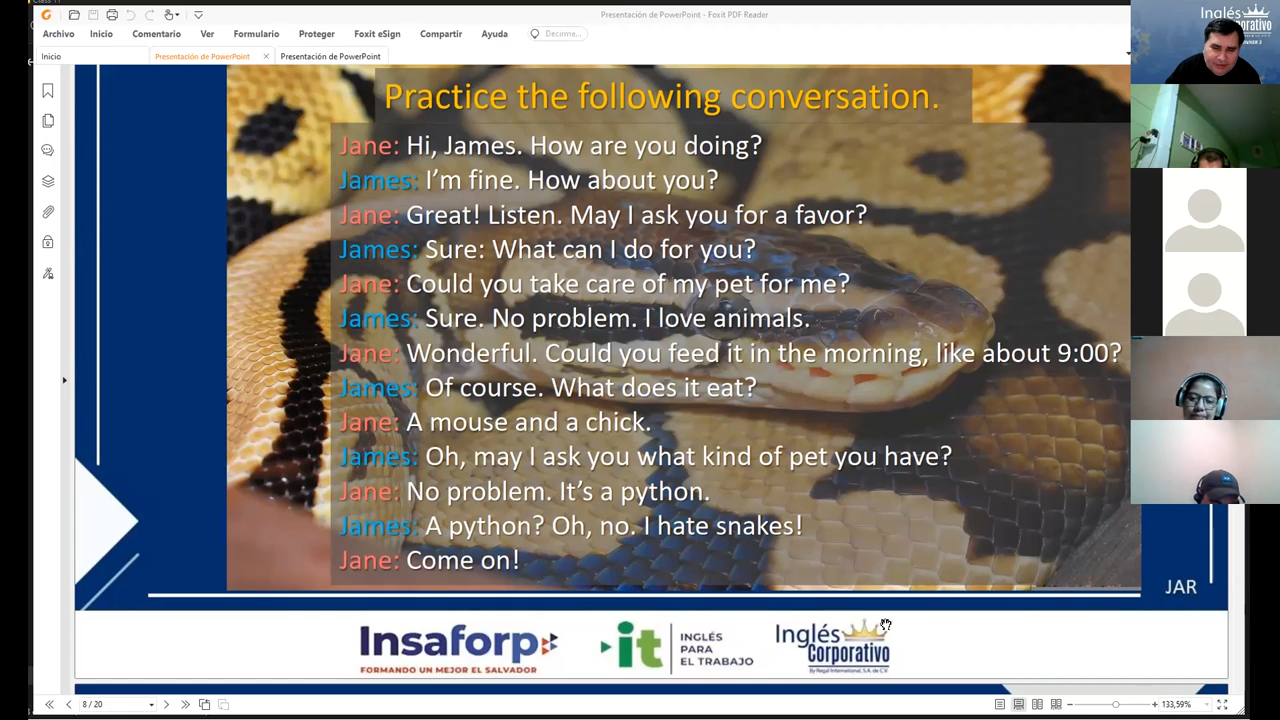 Presentación de PowerPoint - Foxit PDF Reader
Archivo Inicio Comentario Ver Formulario Proteger Foxit eSign Compartir Ayuda Decirme...
Inicio Presentación de PowerPoint Presentación de PowerPoint
Practice the following conversation.
Jane: Hi, James. How are you doing?
James: I'm fine. How about you?
Jane: Great! Listen. May I ask you for a favor?
James: Sure: What can I do for you?
Jane: Could you take care of my pet for me?
James: Sure. No problem. I love animals.
Jane: Wonderful. Could you feed it in the morning, like about 9:00?
James: Of course. What does it eat?
Jane: A mouse and a chick.
James: Oh, may I ask you what kind of pet you have?
Jane: No problem. It's a python.
James: A python? Oh, no. I hate snakes!
Jane: Come on!
JAR
Insaforp
FORMANDO UN MEJOR EL SALVADOR
it
INGLÉS
PARA
EL TRABAJO
Inglés
Corporativo
By Regal International, S.A. de C.V.
8 / 20
133,59%
Inglés
Corporativo